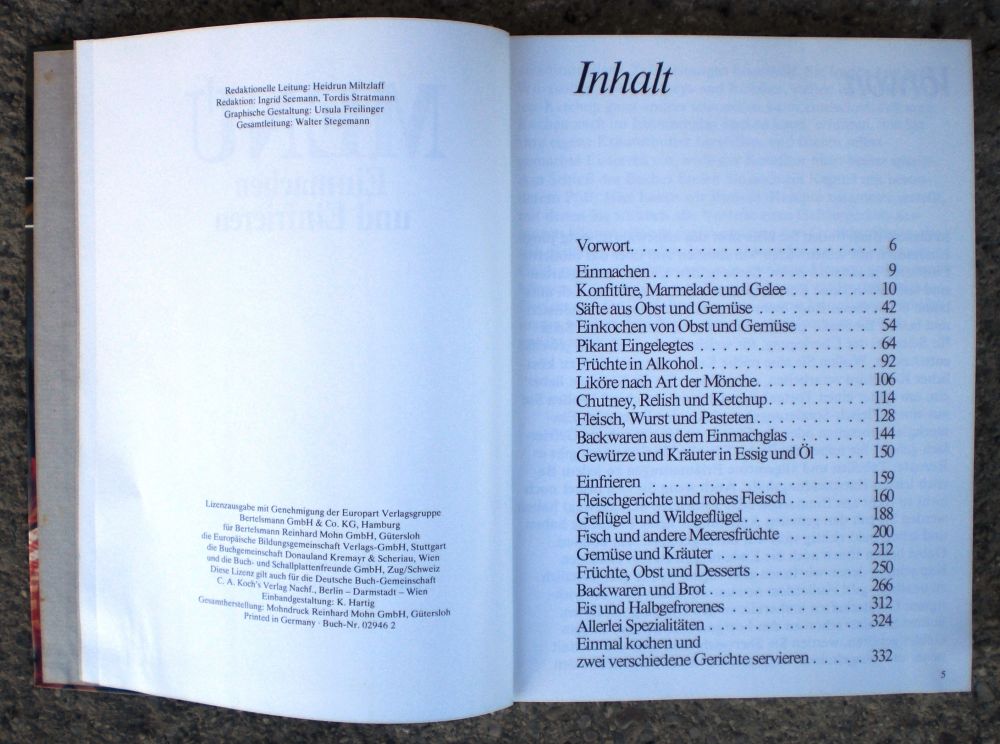 Redaktionelle Leitung: Heidrun Miltzlaff
Redaktion: Ingrid Seemann, Tordis Stratmann
Graphische Gestaltung: Ursula Freilinger
Gesamtleitung: Walter Stegemann
MENÜ
Einmachen
und Einfrieren
Lizenzausgabe mit Genehmigung der Europart Verlagsgruppe
Bertelsmann GmbH & Co. KG, Hamburg
für Bertelsmann Reinhard Mohn GmbH, Gütersloh
die Europäische Bildungsgemeinschaft Verlags-GmbH, Stuttgart
die Buchgemeinschaft Donauland Kremayr & Scheriau, Wien
und die Buch- und Schallplattenfreunde GmbH, Zug/Schweiz
Diese Lizenz gilt auch für die Deutsche Buch-Gemeinschaft
C. A. Koch's Verlag Nachf., Berlin – Darmstadt – Wien
Einbandgestaltung: K. Hartig
Gesamtherstellung: Mohndruck Reinhard Mohn GmbH, Gütersloh
Printed in Germany · Buch-Nr. 02946 2
Inhalt
Vorwort
Vorwort. . . . . . . . . . . . . . . . . . . . . . . 6
Einmachen . . . . . . . . . . . . . . . . . . . . . 9
Konfitüre, Marmelade und Gelee . . . . . . . . 10
Säfte aus Obst und Gemüse . . . . . . . . . . . 42
Einkochen von Obst und Gemüse . . . . . . 54
Pikant Eingelegtes . . . . . . . . . . . . . . . . . 64
Früchte in Alkohol. . . . . . . . . . . . . . . . . 92
Liköre nach Art der Mönche. . . . . . . . . . 106
Chutney, Relish und Ketchup. . . . . . . . . 114
Fleisch, Wurst und Pasteten . . . . . . . . . . 128
Backwaren aus dem Einmachglas . . . . . . . 144
Gewürze und Kräuter in Essig und Öl . . . . 150
Einfrieren . . . . . . . . . . . . . . . . . . . . 159
Fleischgerichte und rohes Fleisch . . . . . . . 160
Geflügel und Wildgeflügel. . . . . . . . . . . 188
Fisch und andere Meeresfrüchte . . . . . . . 200
Gemüse und Kräuter . . . . . . . . . . . . . 212
Früchte, Obst und Desserts . . . . . . . . . . 250
Backwaren und Brot . . . . . . . . . . . . . . 266
Eis und Halbgefrorenes . . . . . . . . . . . . 312
Allerlei Spezialitäten . . . . . . . . . . . . . . 324
Einmal kochen und
zwei verschiedene Gerichte servieren . . . . . 332
5